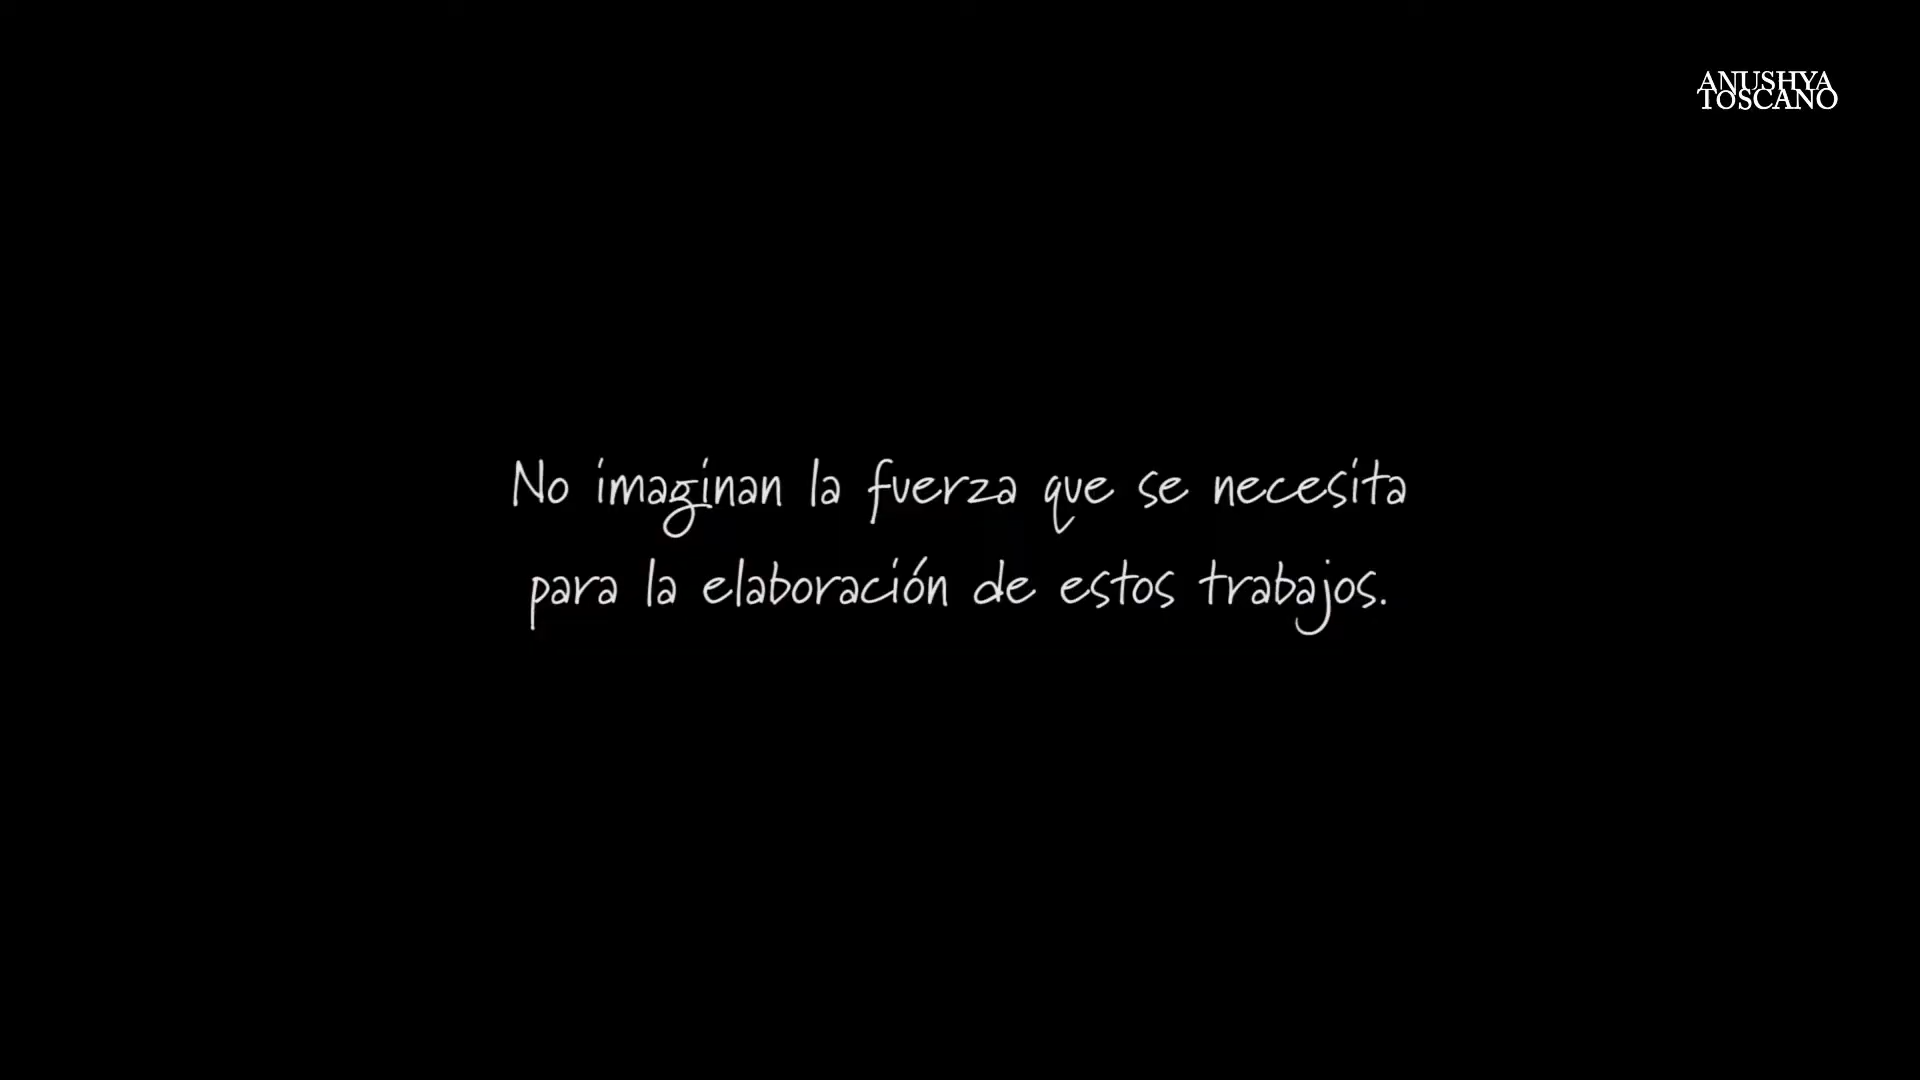 ANUSHYA
TOSCANO
No imaginan la fuerza que se necesita
para la elaboración de estos trabajos.